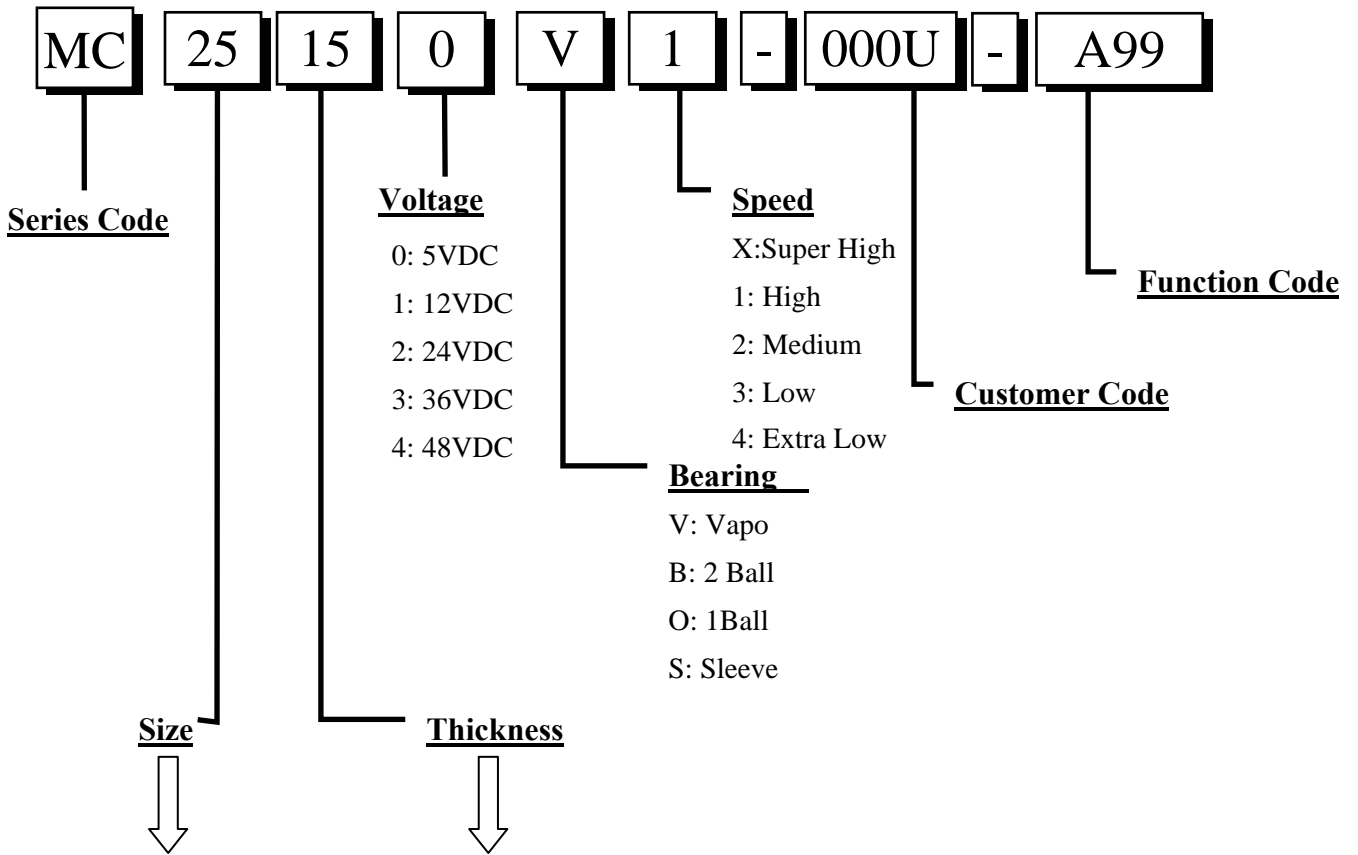 MC 25 15 0 V 1 - 000U - A99
Series Code
Voltage
0: 5VDC
1: 12VDC
2: 24VDC
3: 36VDC
4: 48VDC
Speed
X:Super High
1: High
2: Medium
3: Low
4: Extra Low
Function Code
Customer Code
Bearing
V: Vapo
B: 2 Ball
O: 1Ball
S: Sleeve
Size
Thickness